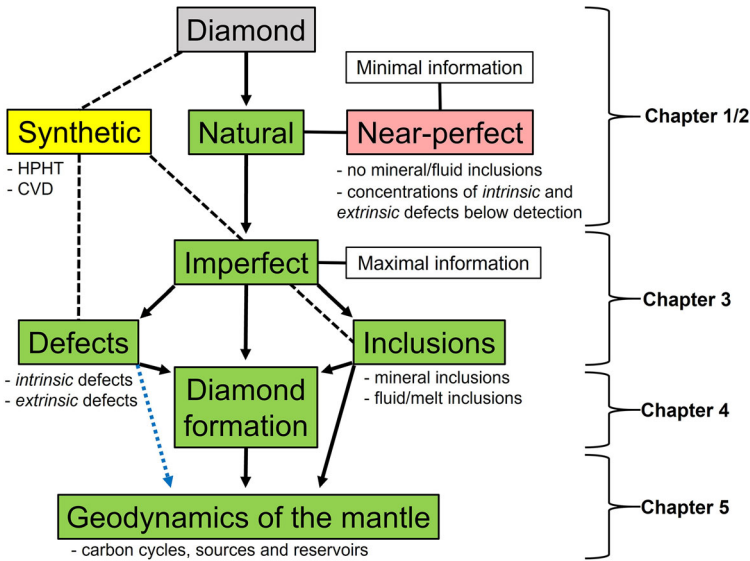 Diamond
Minimal information
Chapter 1/2
Synthetic
Natural
Near-perfect
- HPHT
- CVD
- no mineral/fluid inclusions
- concentrations of intrinsic and
extrinsic defects below detection
Imperfect
Maximal information
Chapter 3
Defects
Inclusions
- intrinsic defects
- extrinsic defects
- mineral inclusions
- fluid/melt inclusions
Diamond
formation
Chapter 4
Geodynamics of the mantle
Chapter 5
- carbon cycles, sources and reservoirs